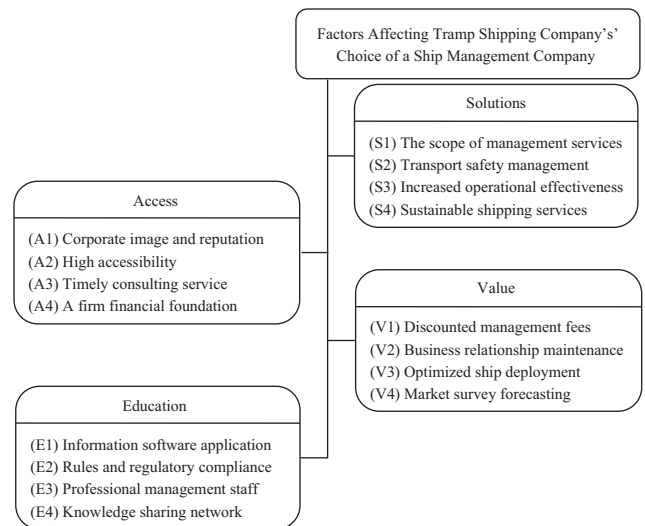 Factors Affecting Tramp Shipping Company's'
Choice of a Ship Management Company
Solutions
(S1) The scope of management services
(S2) Transport safety management
(S3) Increased operational effectiveness
(S4) Sustainable shipping services
Access
(A1) Corporate image and reputation
(A2) High accessibility
(A3) Timely consulting service
(A4) A firm financial foundation
Value
(V1) Discounted management fees
(V2) Business relationship maintenance
(V3) Optimized ship deployment
(V4) Market survey forecasting
Education
(E1) Information software application
(E2) Rules and regulatory compliance
(E3) Professional management staff
(E4) Knowledge sharing network